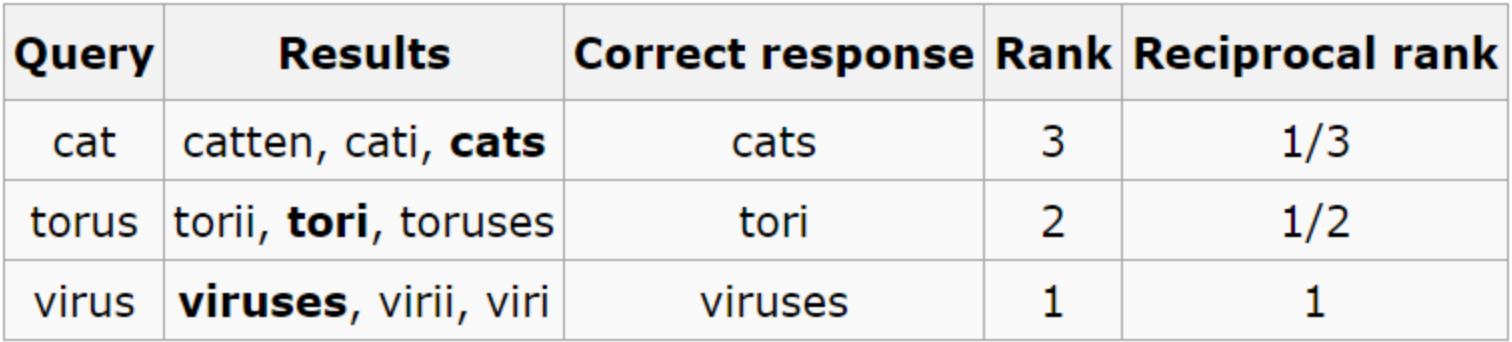 Query Results Correct response Rank Reciprocal rank
cat catten, cati, cats cats 3 1/3
torus torii, tori, toruses tori 2 1/2
virus viruses, virii, viri viruses 1 1